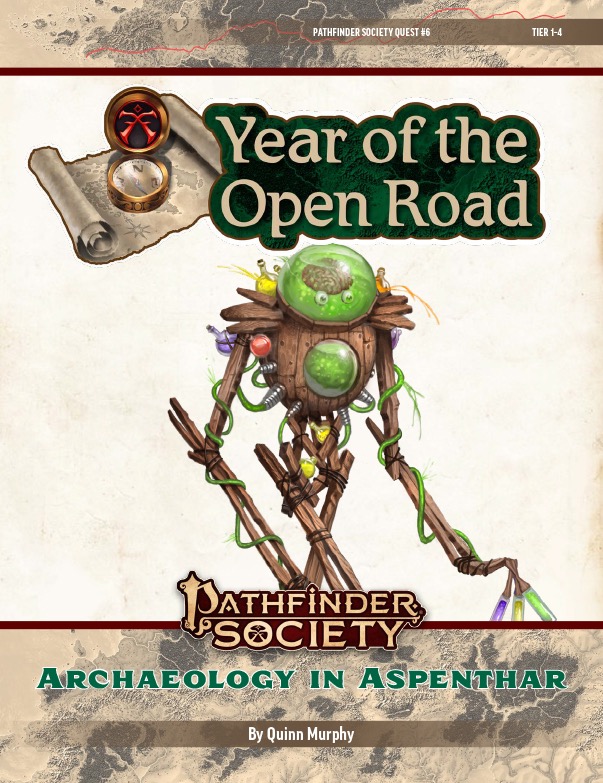 PATHFINDER SOCIETY QUEST #6 TIER 1-4
Year of the
Open Road
PATHFINDER
SOCIETY
ARCHAEOLOGY IN ASPENTHAR
By Quinn Murphy